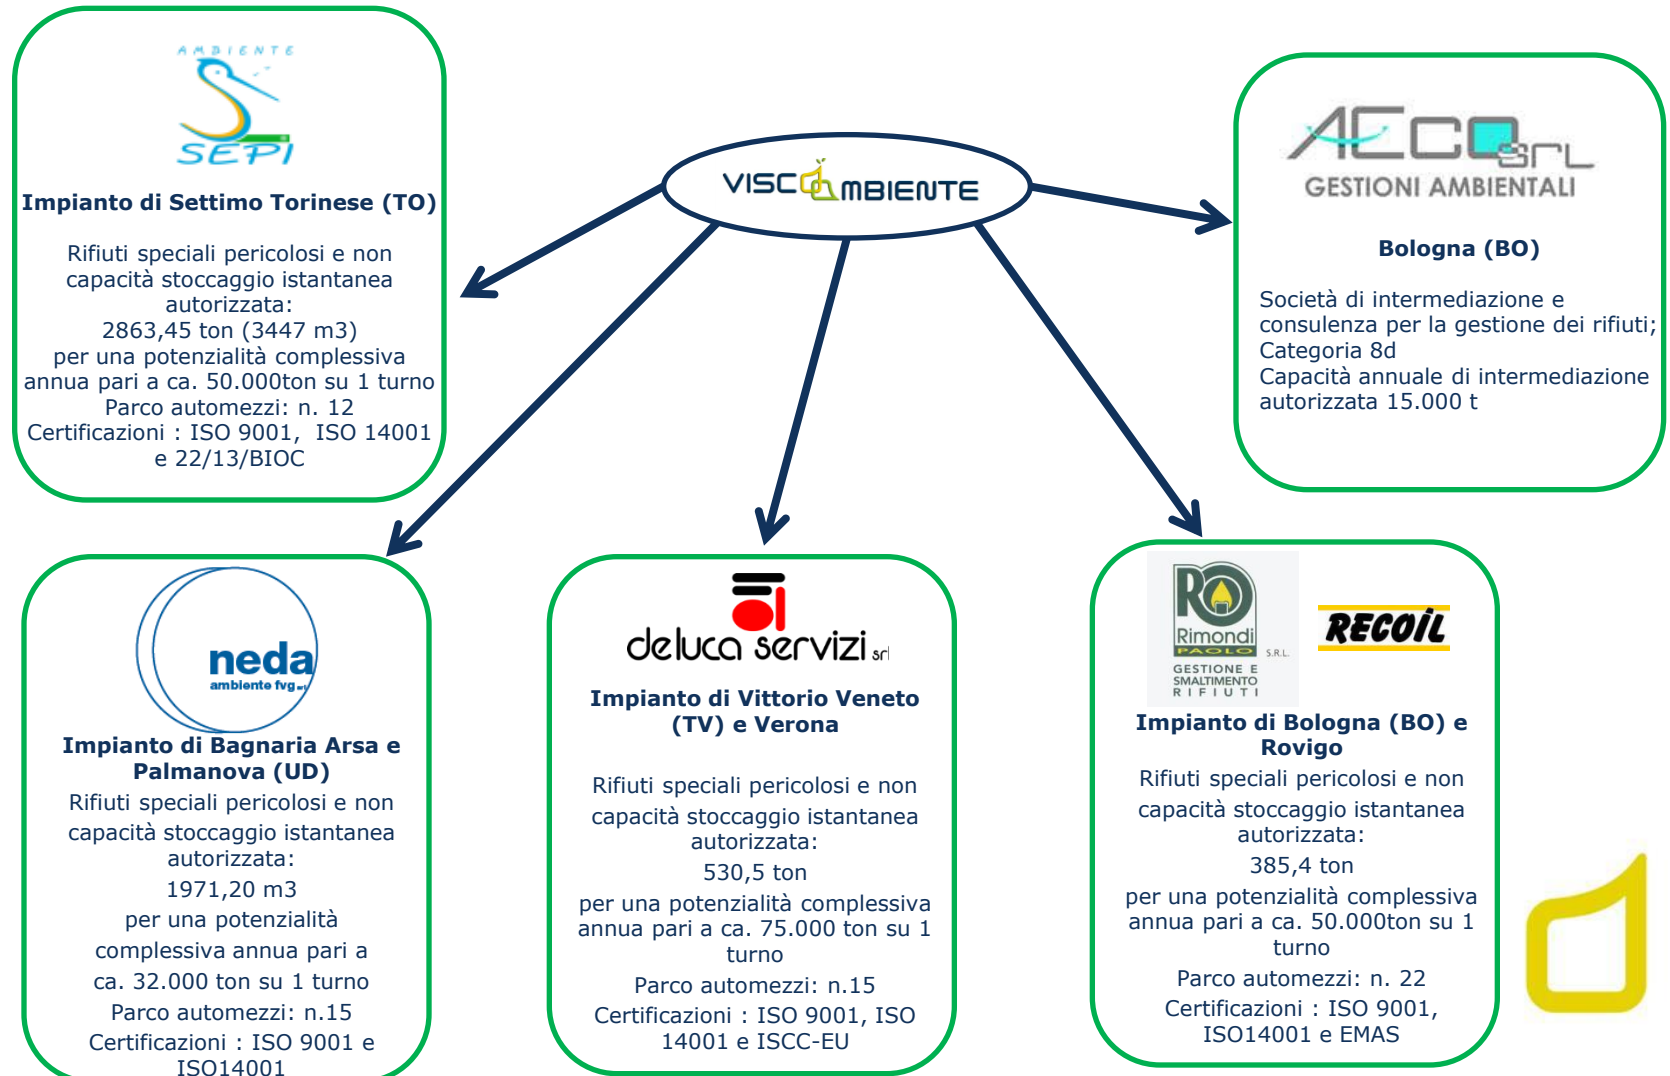 AMBIENTE
SEPI
Impianto di Settimo Torinese (TO)
Rifiuti speciali pericolosi e non
capacità stoccaggio istantanea
autorizzata:
2863,45 ton (3447 m3)
per una potenzialità complessiva
annua pari a ca. 50.000ton su 1 turno
Parco automezzi: n. 12
Certificazioni : ISO 9001, ISO 14001
e 22/13/BIOC
VISCOAMBIENTE
AECO SRL
GESTIONI AMBIENTALI
Bologna (BO)
Società di intermediazione e
consulenza per la gestione dei rifiuti;
Categoria 8d
Capacità annuale di intermediazione
autorizzata 15.000 t
neda
ambiente fvg srl
Impianto di Bagnaria Arsa e
Palmanova (UD)
Rifiuti speciali pericolosi e non
capacità stoccaggio istantanea
autorizzata:
1971,20 m3
per una potenzialità
complessiva annua pari a
ca. 32.000 ton su 1 turno
Parco automezzi: n.15
Certificazioni : ISO 9001 e
ISO14001
deluca servizi srl
Impianto di Vittorio Veneto
(TV) e Verona
Rifiuti speciali pericolosi e non
capacità stoccaggio istantanea
autorizzata:
530,5 ton
per una potenzialità complessiva
annua pari a ca. 75.000 ton su 1
turno
Parco automezzi: n.15
Certificazioni : ISO 9001, ISO
14001 e ISCC-EU
Rimondi
PAOLO S.R.L.
GESTIONE E
SMALTIMENTO
RIFIUTI
RECOIL
Impianto di Bologna (BO) e
Rovigo
Rifiuti speciali pericolosi e non
capacità stoccaggio istantanea
autorizzata:
385,4 ton
per una potenzialità complessiva
annua pari a ca. 50.000ton su 1
turno
Parco automezzi: n. 22
Certificazioni : ISO 9001,
ISO14001 e EMAS